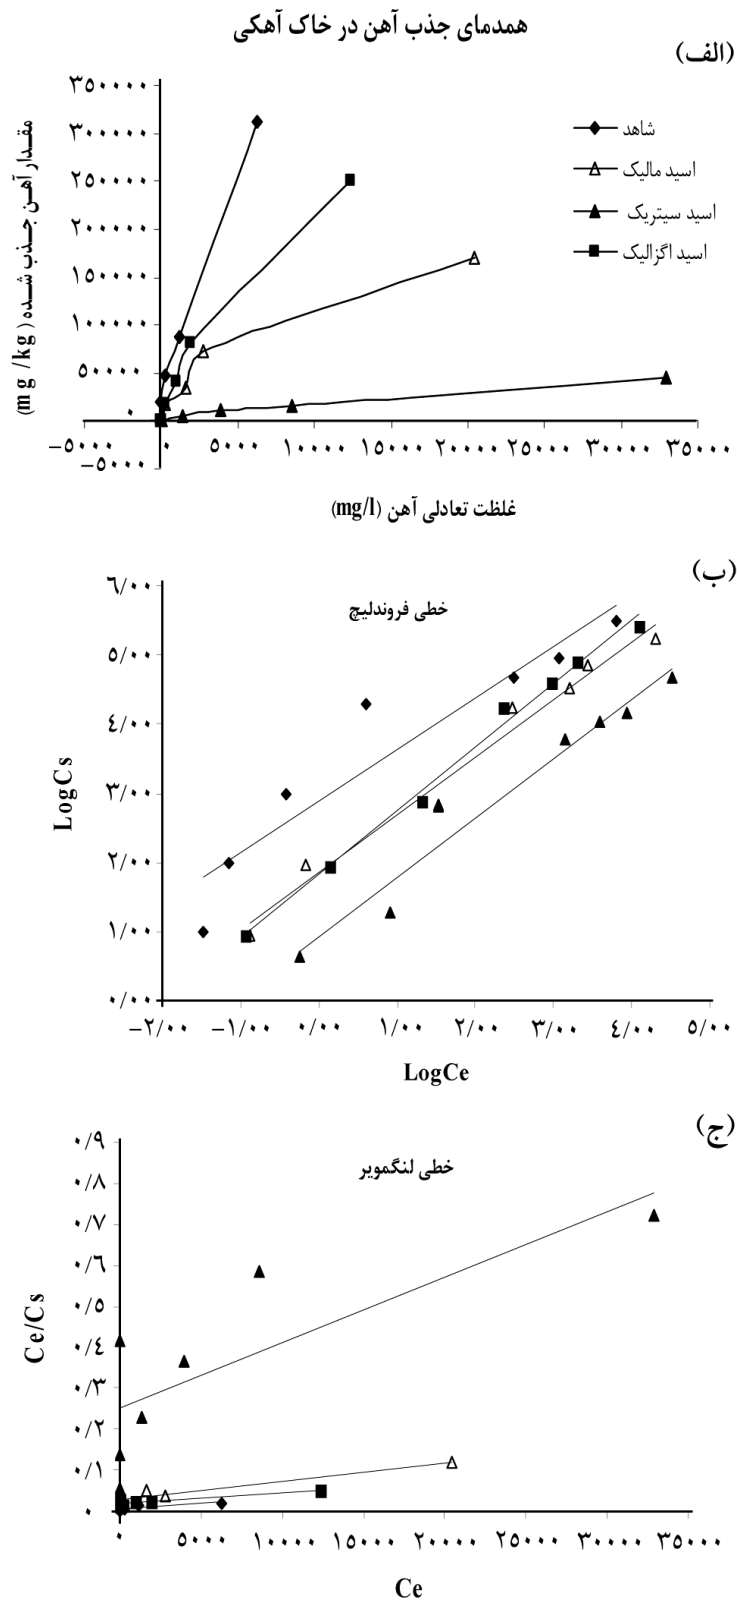 همدمای جذب آهن در خاک آهکی
(الف)
۳۵۰۰۰۰
۳۰۰۰۰۰
۲۵۰۰۰۰
۲۰۰۰۰۰
۱۵۰۰۰۰
۱۰۰۰۰۰
۵۰۰۰۰
۰
−۵۰۰۰۰
مقدار آهن جذب شده (mg /kg)
شاهد
اسید مالیک
اسید سیتریک
اسید اگزالیک
−۵۰۰۰ ۰ ۵۰۰۰ ۱۰۰۰۰ ۱۵۰۰۰ ۲۰۰۰۰ ۲۵۰۰۰ ۳۰۰۰۰ ۳۵۰۰۰
غلظت تعادلی آهن (mg/l)
(ب)
خطی فروندلیچ
۶/۰۰
۵/۰۰
۴/۰۰
۳/۰۰
۲/۰۰
۱/۰۰
۰/۰۰
LogCs
−۲/۰۰ −۱/۰۰ ۰/۰۰ ۱/۰۰ ۲/۰۰ ۳/۰۰ ۴/۰۰ ۵/۰۰
LogCe
(ج)
خطی لنگمویر
۰/۹
۰/۸
۰/۷
۰/۶
۰/۵
۰/۴
۰/۳
۰/۲
۰/۱
۰
Ce/Cs
۰ ۵۰۰۰ ۱۰۰۰۰ ۱۵۰۰۰ ۲۰۰۰۰ ۲۵۰۰۰ ۳۰۰۰۰ ۳۵۰۰۰
Ce